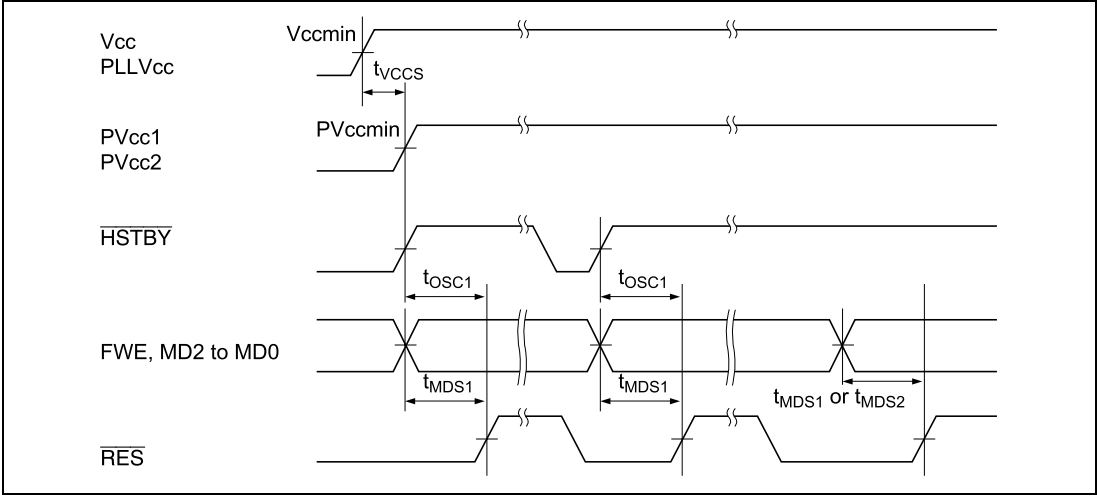 Vccmin
Vcc
PLLVcc
tVCCS
PVccmin
PVcc1
PVcc2
HSTBY
tOSC1 tOSC1
FWE, MD2 to MD0
tMDS1 tMDS1 tMDS1 or tMDS2
RES